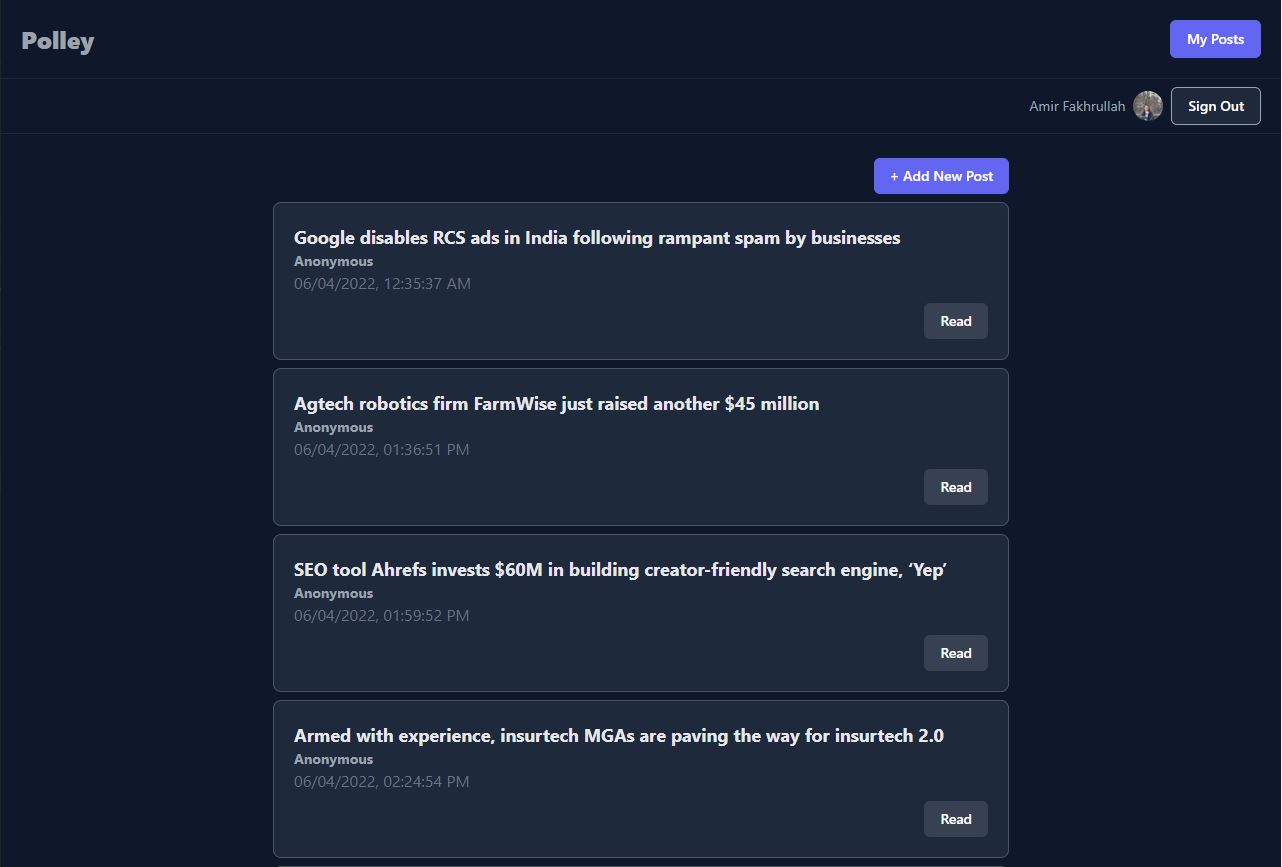 Polley
My Posts
Amir Fakhrullah
Sign Out
+ Add New Post
Google disables RCS ads in India following rampant spam by businesses
Anonymous
06/04/2022, 12:35:37 AM
Read
Agtech robotics firm FarmWise just raised another $45 million
Anonymous
06/04/2022, 01:36:51 PM
Read
SEO tool Ahrefs invests $60M in building creator-friendly search engine, ‘Yep’
Anonymous
06/04/2022, 01:59:52 PM
Read
Armed with experience, insurtech MGAs are paving the way for insurtech 2.0
Anonymous
06/04/2022, 02:24:54 PM
Read